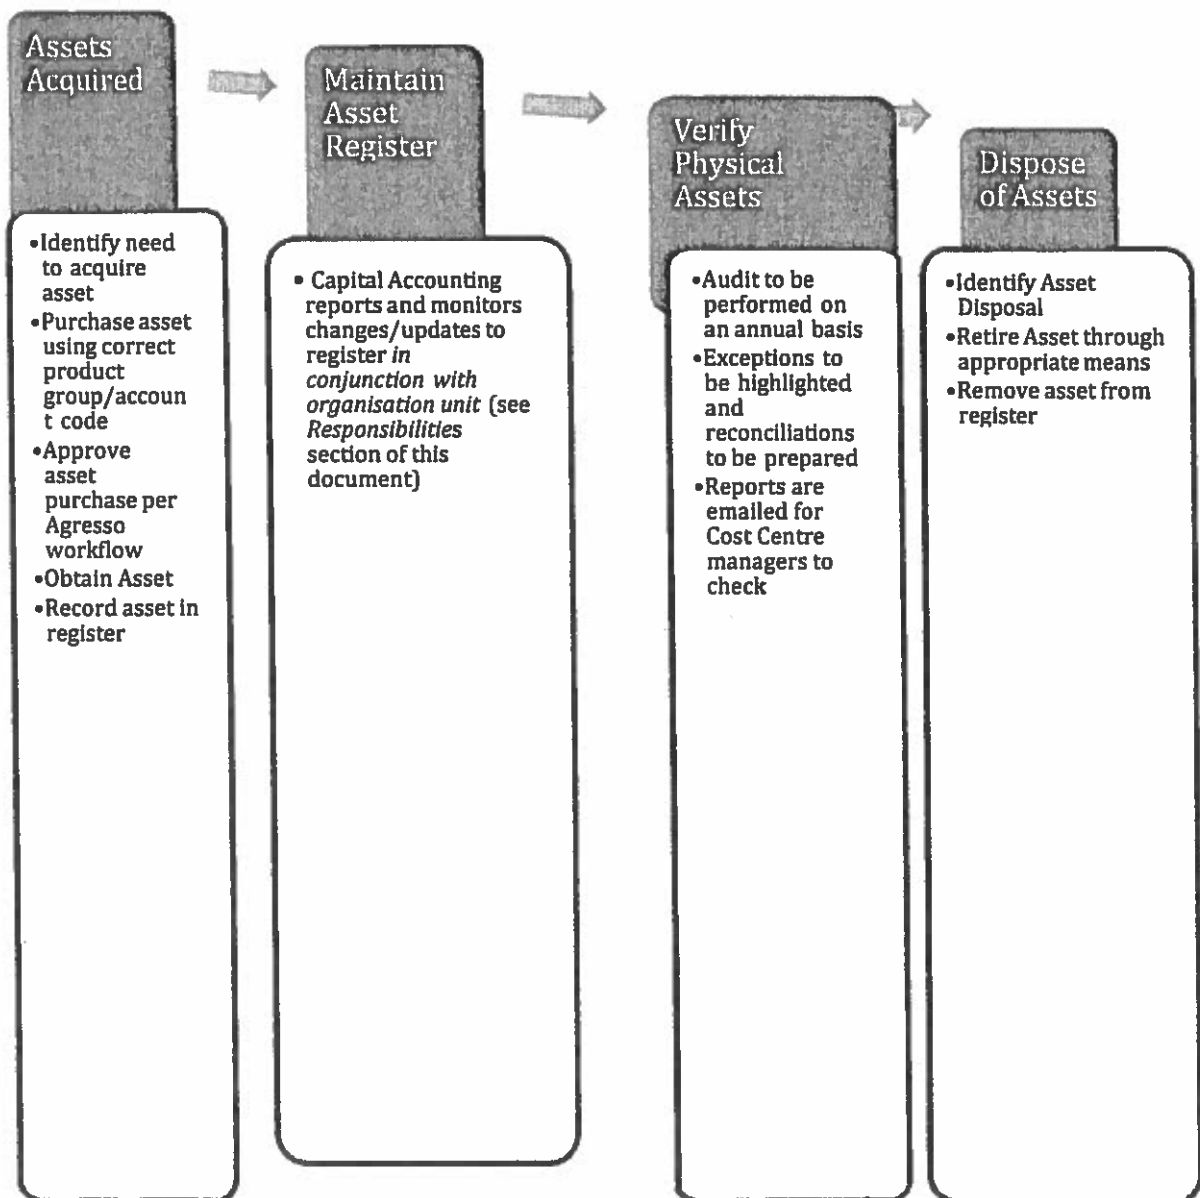 Assets
Acquired
•Identify need
to acquire
asset
•Purchase asset
using correct
product
group/accoun
t code
•Approve
asset
purchase per
Agresso
workflow
•Obtain Asset
•Record asset in
register
Maintain
Asset
Register
• Capital Accounting
reports and monitors
changes/updates to
register in
conjunction with
organisation unit (see
Responsibilities
section of this
document)
Verify
Physical
Assets
•Audit to be
performed on
an annual basis
•Exceptions to
be highlighted
and
reconciliations
to be prepared
•Reports are
emailed for
Cost Centre
managers to
check
Dispose
of Assets
•Identify Asset
Disposal
•Retire Asset through
appropriate means
•Remove asset from
register